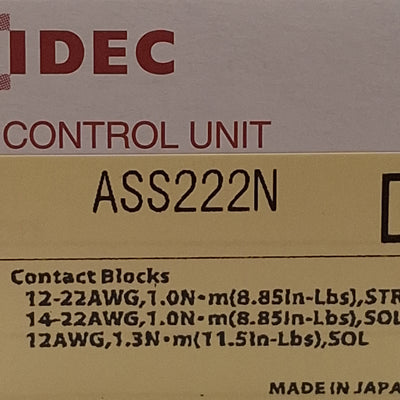 IDEC
CONTROL UNIT
ASS222N
Contact Blocks
12-22AWG,1.0N•m(8.85In-Lbs),STR
14-22AWG,1.0N•m(8.85In-Lbs),SOL
12AWG,1.3N•m(11.5In-Lbs),SOL
MADE IN JAPA